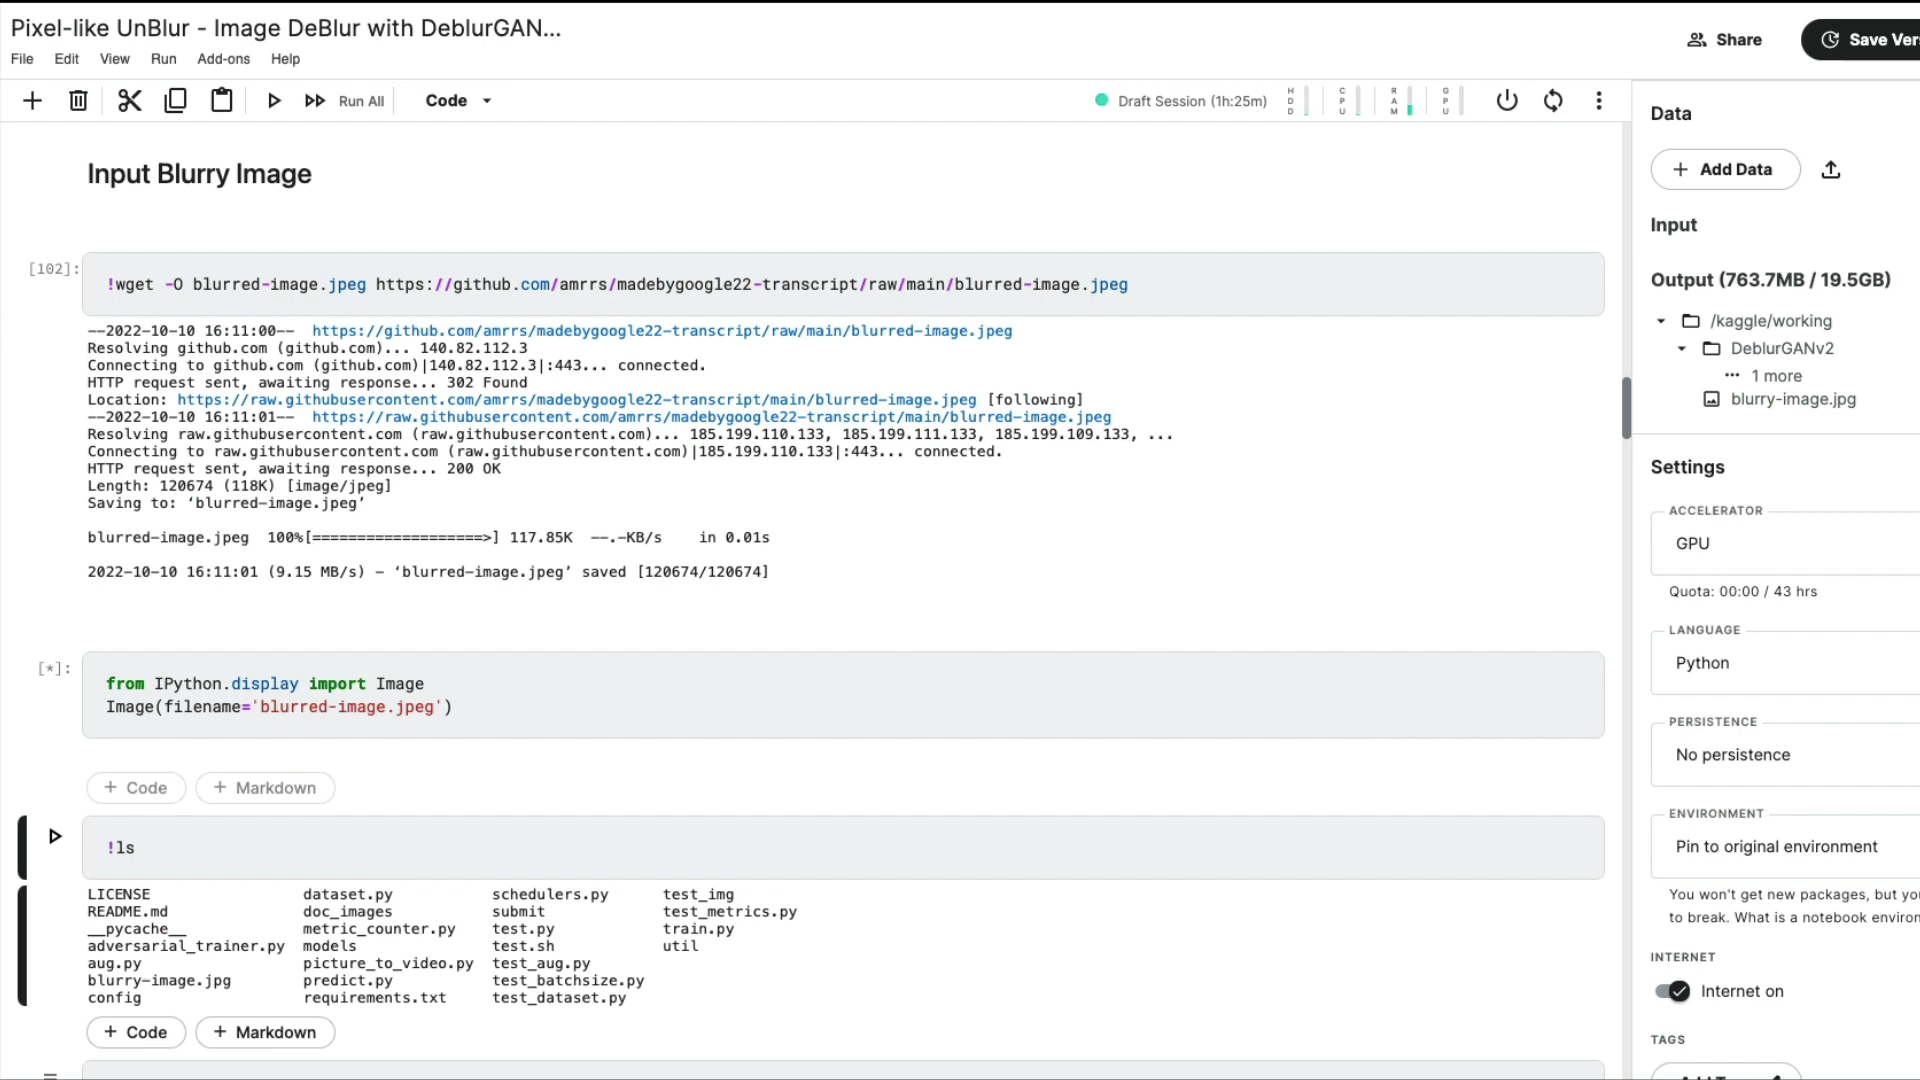 Pixel-like UnBlur - Image DeBlur with DeblurGAN...
File Edit View Run Add-ons Help
Share
Save Ver
Run All
Code
Draft Session (1h:25m)
HDD
CPU
RAM
GPU
Input Blurry Image
[102]:
!wget -O blurred-image.jpeg https://github.com/amrrs/madebygoogle22-transcript/raw/main/blurred-image.jpeg
--2022-10-10 16:11:00-- https://github.com/amrrs/madebygoogle22-transcript/raw/main/blurred-image.jpeg
Resolving github.com (github.com)... 140.82.112.3
Connecting to github.com (github.com)|140.82.112.3|:443... connected.
HTTP request sent, awaiting response... 302 Found
Location: https://raw.githubusercontent.com/amrrs/madebygoogle22-transcript/main/blurred-image.jpeg [following]
--2022-10-10 16:11:01-- https://raw.githubusercontent.com/amrrs/madebygoogle22-transcript/main/blurred-image.jpeg
Resolving raw.githubusercontent.com (raw.githubusercontent.com)... 185.199.110.133, 185.199.111.133, 185.199.109.133, ...
Connecting to raw.githubusercontent.com (raw.githubusercontent.com)|185.199.110.133|:443... connected.
HTTP request sent, awaiting response... 200 OK
Length: 120674 (118K) [image/jpeg]
Saving to: ‘blurred-image.jpeg’
blurred-image.jpeg 100%[===================>] 117.85K --.-KB/s in 0.01s
2022-10-10 16:11:01 (9.15 MB/s) - ‘blurred-image.jpeg’ saved [120674/120674]
[*]:
from IPython.display import Image
Image(filename='blurred-image.jpeg')
+ Code + Markdown
!ls
LICENSE dataset.py schedulers.py test_img
README.md doc_images submit test_metrics.py
__pycache__ metric_counter.py test.py train.py
adversarial_trainer.py models test.sh util
aug.py picture_to_video.py test_aug.py
blurry-image.jpg predict.py test_batchsize.py
config requirements.txt test_dataset.py
+ Code + Markdown
Data
+ Add Data
Input
Output (763.7MB / 19.5GB)
/kaggle/working
DeblurGANv2
... 1 more
blurry-image.jpg
Settings
ACCELERATOR
GPU
Quota: 00:00 / 43 hrs
LANGUAGE
Python
PERSISTENCE
No persistence
ENVIRONMENT
Pin to original environment
You won't get new packages, but you
to break. What is a notebook environ
INTERNET
Internet on
TAGS